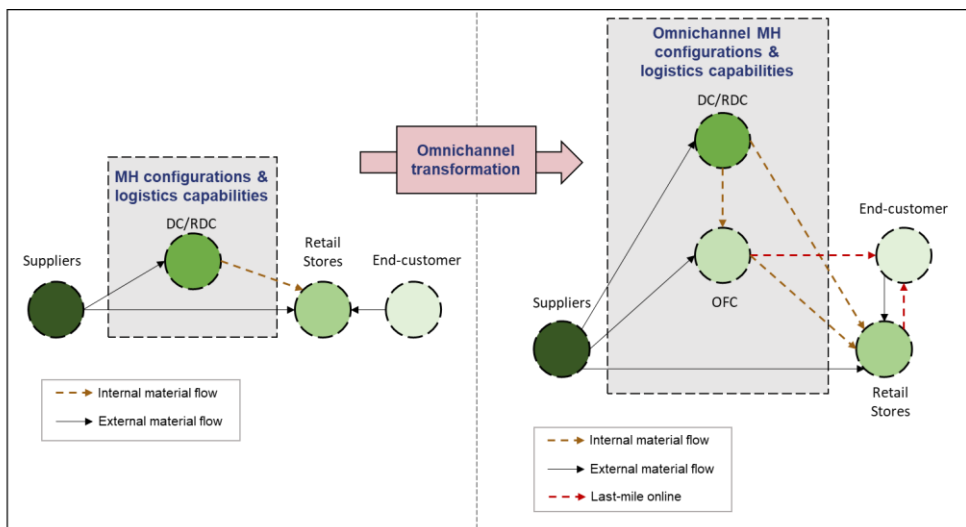 MH configurations &
logistics capabilities
DC/RDC
Suppliers
Retail
Stores
End-customer
Internal material flow
External material flow
Omnichannel
transformation
Omnichannel MH
configurations &
logistics capabilities
DC/RDC
End-customer
OFC
Suppliers
Retail
Stores
Internal material flow
External material flow
Last-mile online